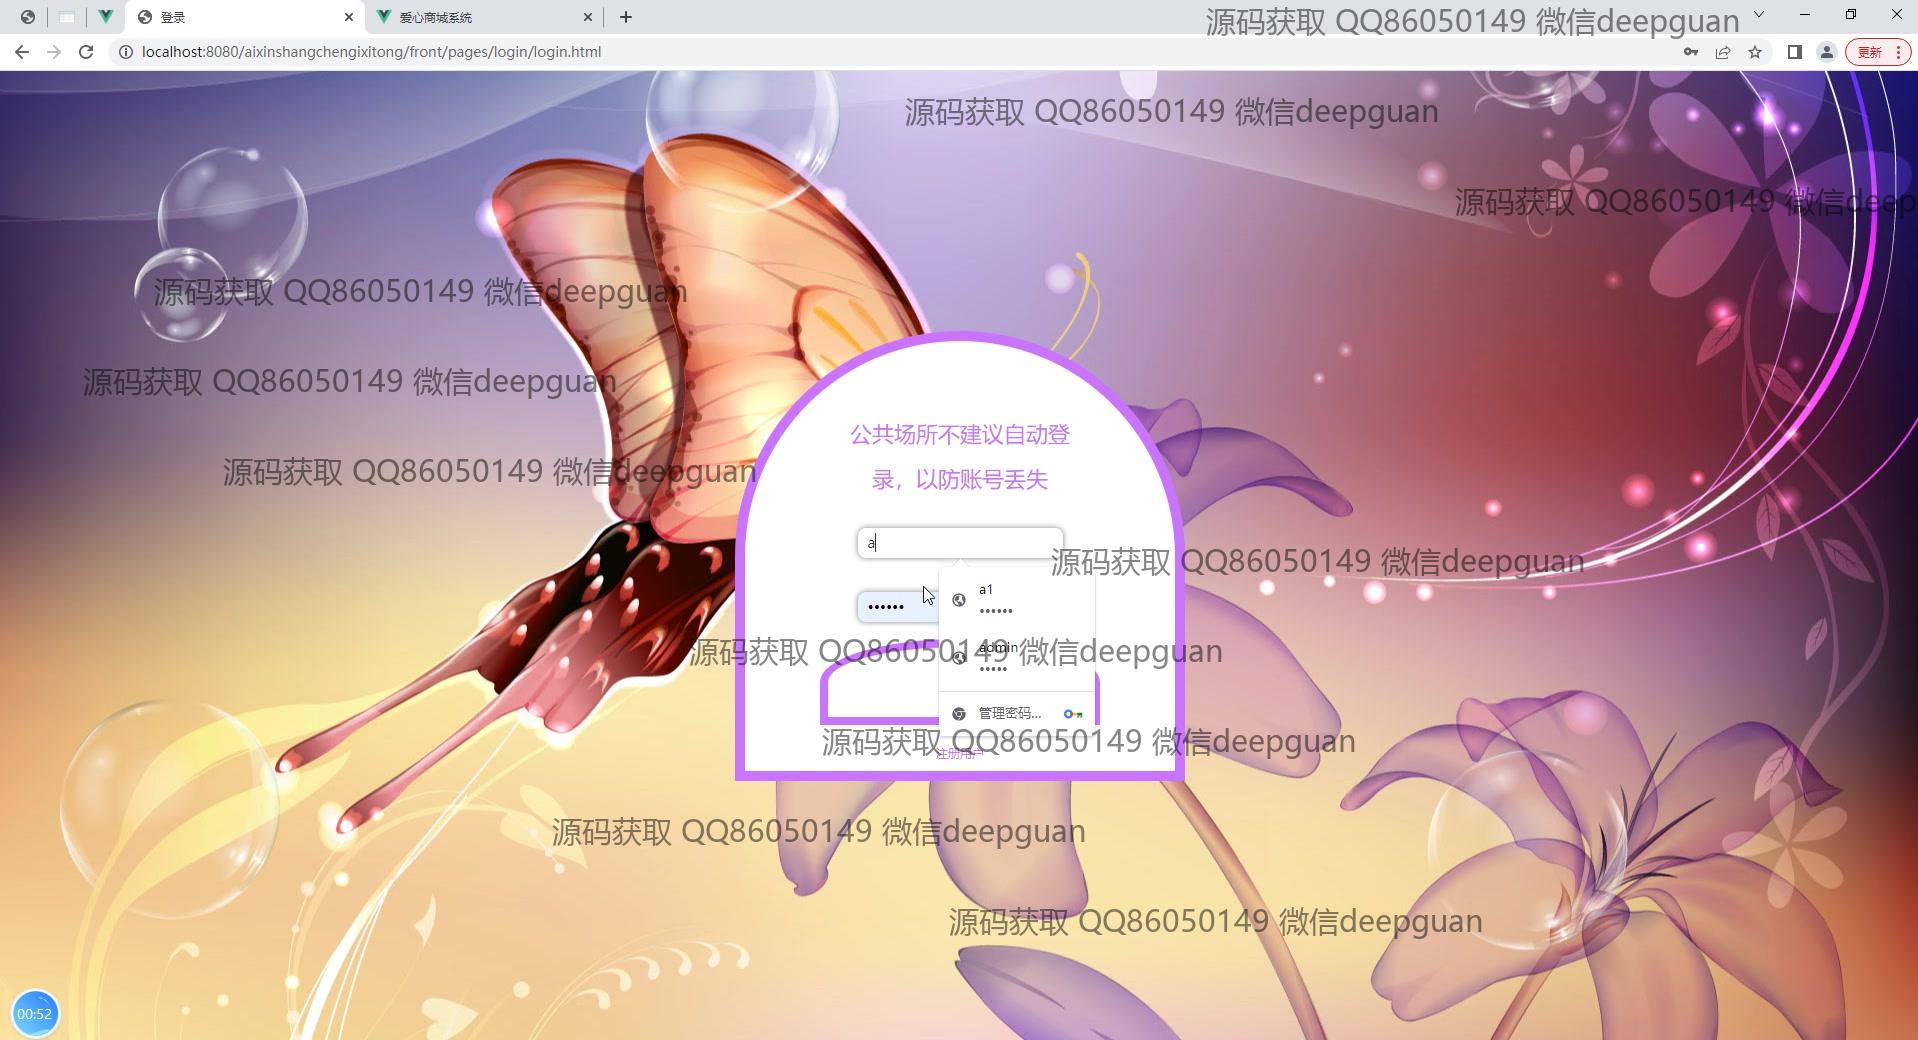 登录
爱心商城系统
源码获取 QQ86050149 微信deepguan
localhost:8080/aixinshangchengixitong/front/pages/login/login.html
更新
源码获取 QQ86050149 微信deepguan
源码获取 QQ86050149 微信deep
源码获取 QQ86050149 微信deepguan
源码获取 QQ86050149 微信deepguan
公共场所不建议自动登
录，以防账号丢失
源码获取 QQ86050149 微信deepguan
a
源码获取 QQ86050149 微信deepguan
a1
••••••
••••••
admin
•••••
源码获取 QQ86050149 微信deepguan
管理密码...
源码获取 QQ86050149 微信deepguan
注册用户
源码获取 QQ86050149 微信deepguan
源码获取 QQ86050149 微信deepguan
00:52